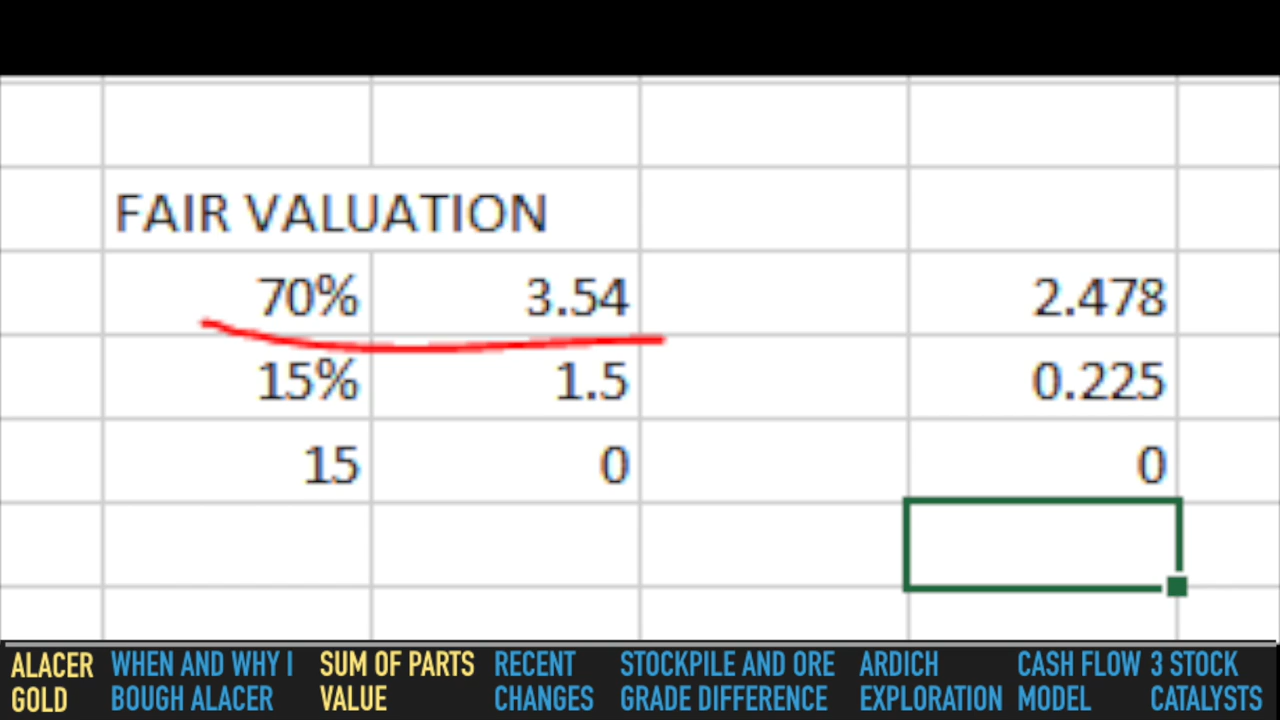 FAIR VALUATION
70% 3.54 2.478
15% 1.5 0.225
15 0 0
ALACER GOLD
WHEN AND WHY I BOUGH ALACER
SUM OF PARTS VALUE
RECENT CHANGES
STOCKPILE AND ORE GRADE DIFFERENCE
ARDICH EXPLORATION
CASH FLOW MODEL
3 STOCK CATALYSTS